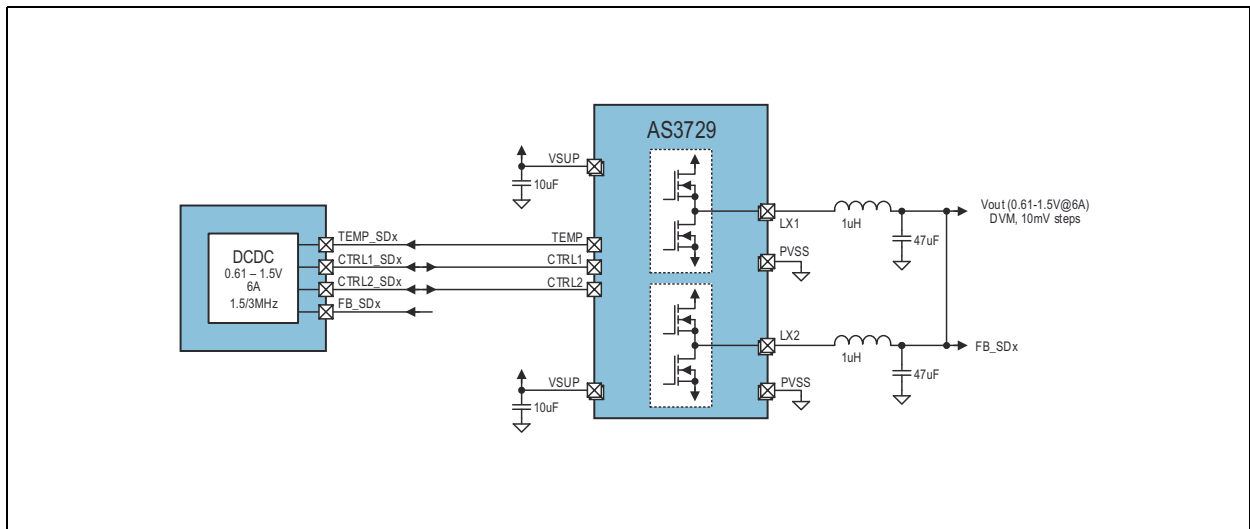 AS3729
VSUP
10uF
TEMP_SDx
TEMP
CTRL1_SDx
CTRL1
CTRL2_SDx
CTRL2
FB_SDx
DCDC
0.61 – 1.5V
6A
1.5/3MHz
LX1
1uH
47uF
Vout (0.61-1.5V@6A)
DVM, 10mV steps
PVSS
LX2
1uH
47uF
FB_SDx
VSUP
10uF
PVSS